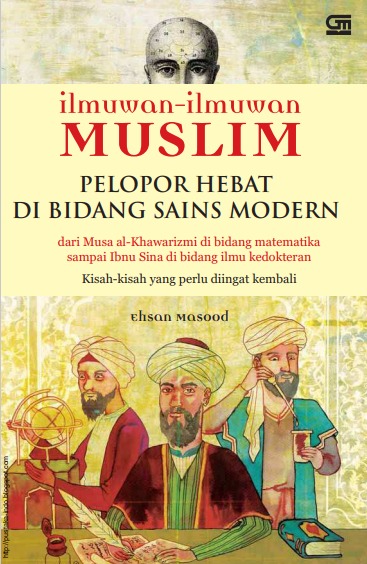 GM
ilmuwan-ilmuwan
MUSLIM
PELOPOR HEBAT
DI BIDANG SAINS MODERN
dari Musa al-Khawarizmi di bidang matematika
sampai Ibnu Sina di bidang ilmu kedokteran
Kisah-kisah yang perlu diingat kembali
Ehsan Masood